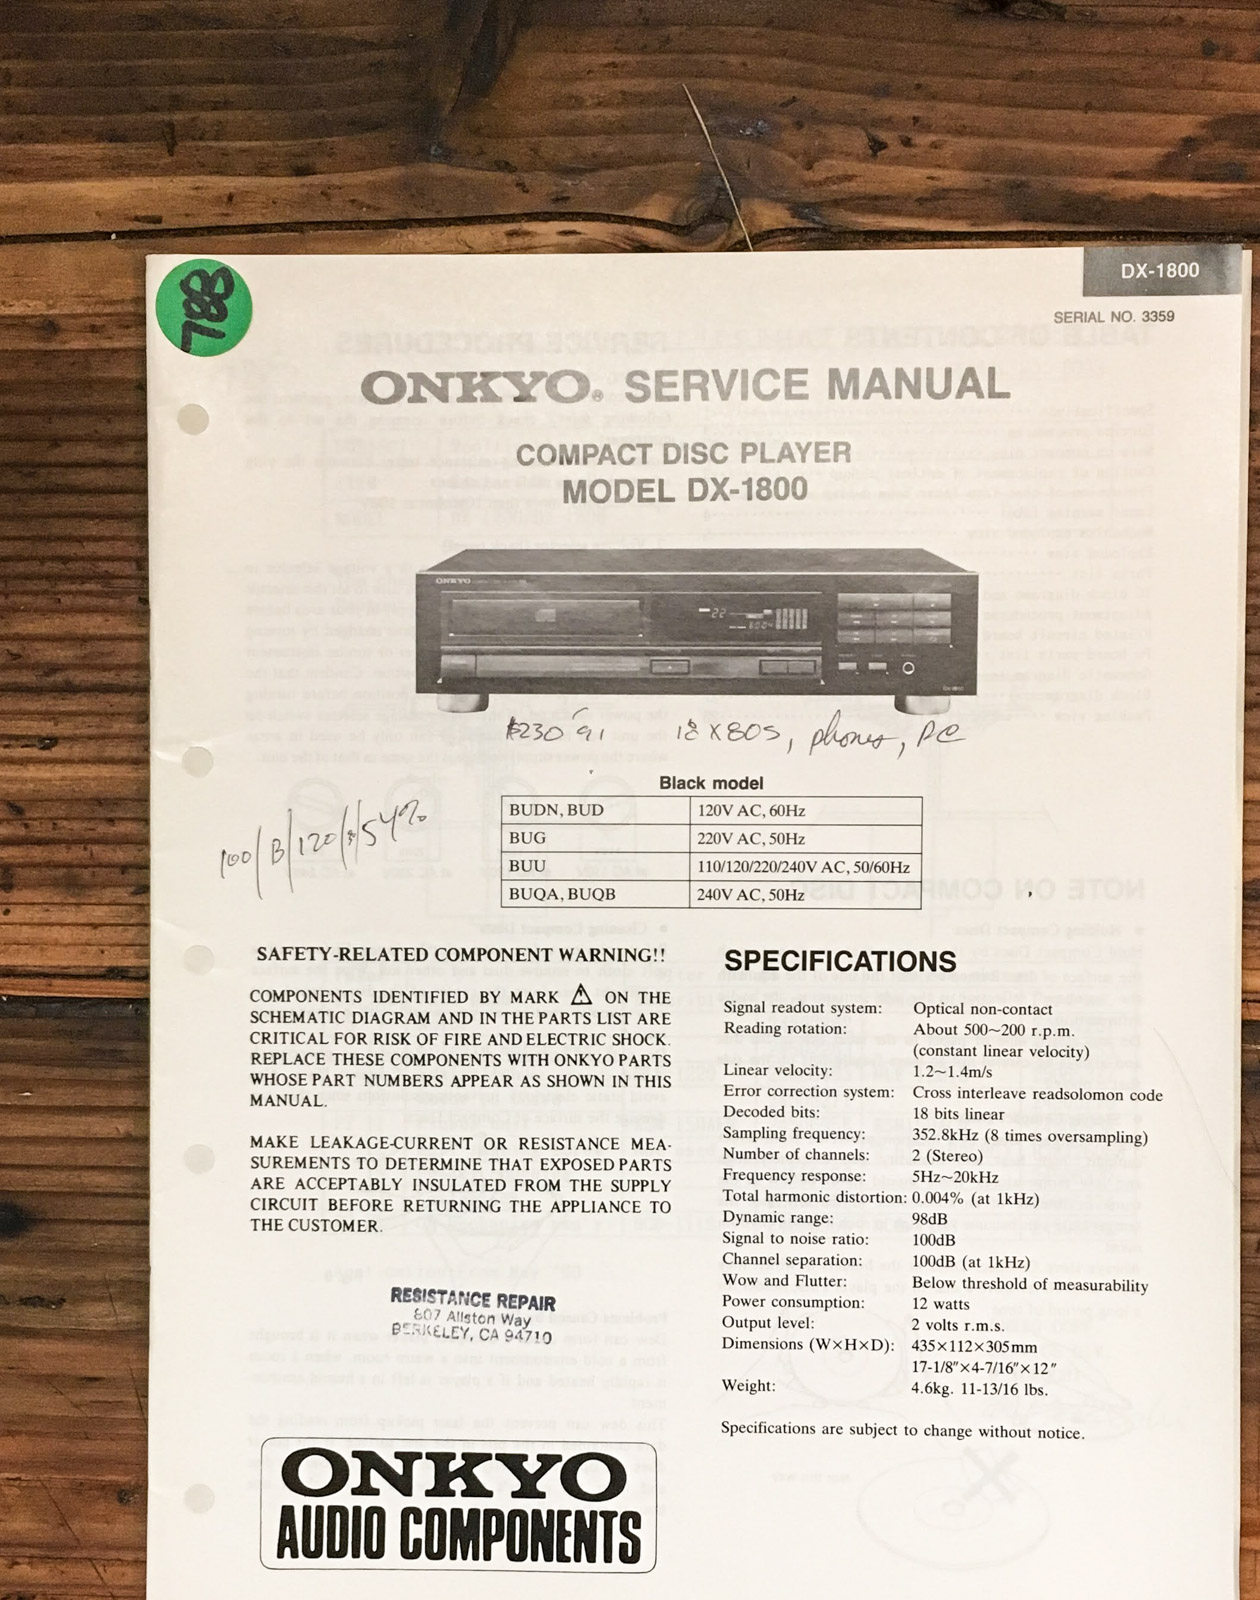 788
DX-1800
SERIAL NO. 3359
ONKYO® SERVICE MANUAL
COMPACT DISC PLAYER
MODEL DX-1800
ONKYO
$230 '91 18X80S, phones, RC
100/B/120/$54%
Black model
BUDN, BUD 120V AC, 60Hz
BUG 220V AC, 50Hz
BUU 110/120/220/240V AC, 50/60Hz
BUQA, BUQB 240V AC, 50Hz
SAFETY-RELATED COMPONENT WARNING!!
COMPONENTS IDENTIFIED BY MARK ⚠ ON THE
SCHEMATIC DIAGRAM AND IN THE PARTS LIST ARE
CRITICAL FOR RISK OF FIRE AND ELECTRIC SHOCK.
REPLACE THESE COMPONENTS WITH ONKYO PARTS
WHOSE PART NUMBERS APPEAR AS SHOWN IN THIS
MANUAL.
MAKE LEAKAGE-CURRENT OR RESISTANCE MEA-
SUREMENTS TO DETERMINE THAT EXPOSED PARTS
ARE ACCEPTABLY INSULATED FROM THE SUPPLY
CIRCUIT BEFORE RETURNING THE APPLIANCE TO
THE CUSTOMER.
RESISTANCE REPAIR
607 Allston Way
BERKELEY, CA 94710
ONKYO
AUDIO COMPONENTS
SPECIFICATIONS
Signal readout system: Optical non-contact
Reading rotation: About 500~200 r.p.m.
(constant linear velocity)
Linear velocity: 1.2~1.4m/s
Error correction system: Cross interleave readsolomon code
Decoded bits: 18 bits linear
Sampling frequency: 352.8kHz (8 times oversampling)
Number of channels: 2 (Stereo)
Frequency response: 5Hz~20kHz
Total harmonic distortion: 0.004% (at 1kHz)
Dynamic range: 98dB
Signal to noise ratio: 100dB
Channel separation: 100dB (at 1kHz)
Wow and Flutter: Below threshold of measurability
Power consumption: 12 watts
Output level: 2 volts r.m.s.
Dimensions (W×H×D): 435×112×305mm
17-1/8"×4-7/16"×12"
Weight: 4.6kg. 11-13/16 lbs.
Specifications are subject to change without notice.